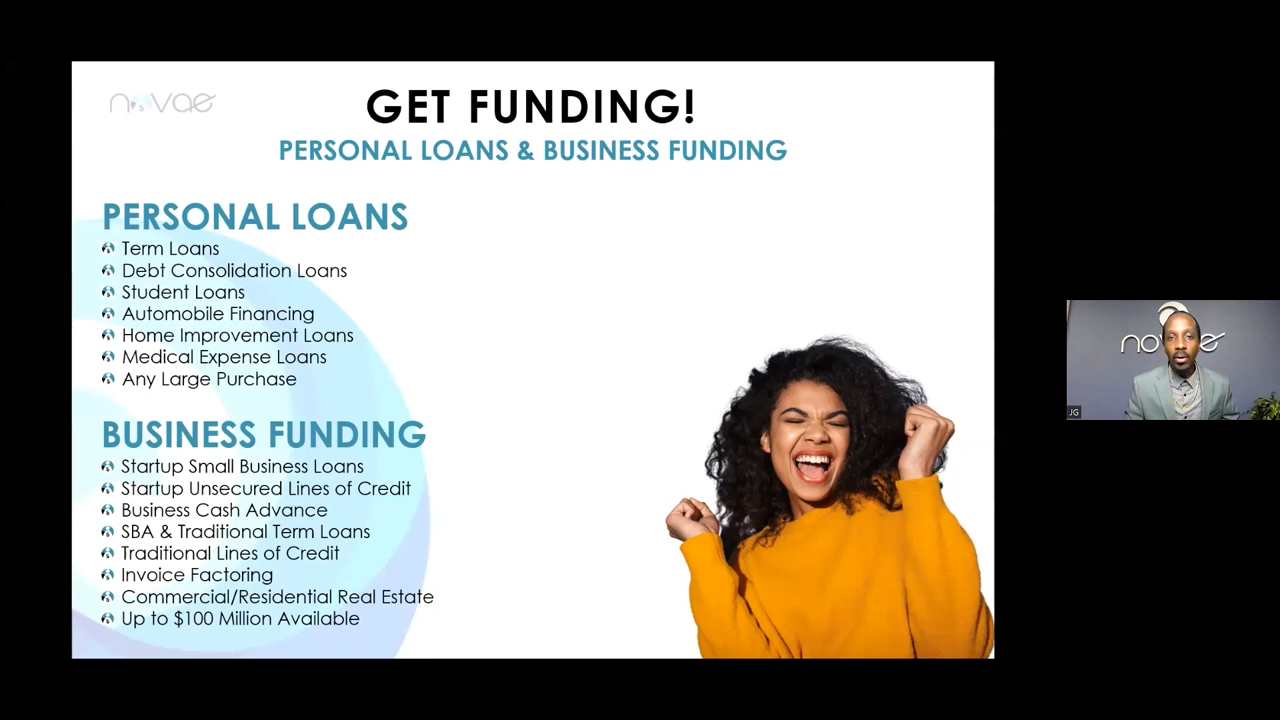 novae
GET FUNDING!
PERSONAL LOANS & BUSINESS FUNDING
PERSONAL LOANS
Term Loans
Debt Consolidation Loans
Student Loans
Automobile Financing
Home Improvement Loans
Medical Expense Loans
Any Large Purchase
BUSINESS FUNDING
Startup Small Business Loans
Startup Unsecured Lines of Credit
Business Cash Advance
SBA & Traditional Term Loans
Traditional Lines of Credit
Invoice Factoring
Commercial/Residential Real Estate
Up to $100 Million Available
novae
JG